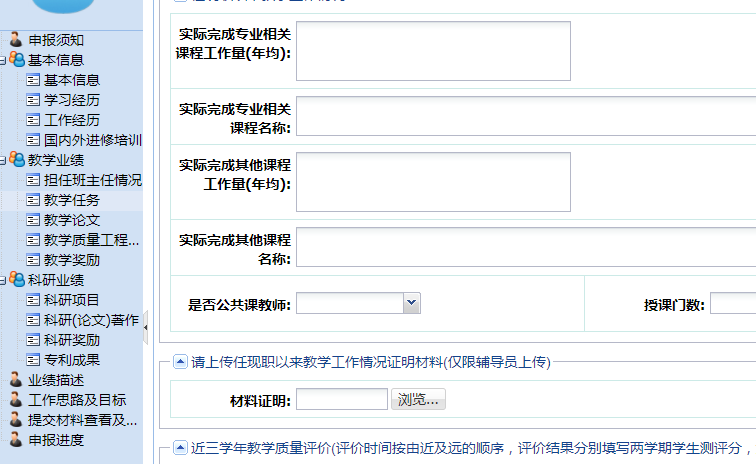 申报须知
基本信息
基本信息
学习经历
工作经历
国内外进修培训
教学业绩
担任班主任情况
教学任务
教学论文
教学质量工程...
教学奖励
科研业绩
科研项目
科研(论文)著作
科研奖励
专利成果
业绩描述
工作思路及目标
提交材料查看及...
申报进度
实际完成专业相关
课程工作量(年均):
实际完成专业相关
课程名称:
实际完成其他课程
工作量(年均):
实际完成其他课程
名称:
是否公共课教师:
授课门数:
请上传任现职以来教学工作情况证明材料(仅限辅导员上传)
材料证明:
浏览...
近三学年教学质量评价(评价时间按由近及远的顺序，评价结果分别填写两学期学生测评分，